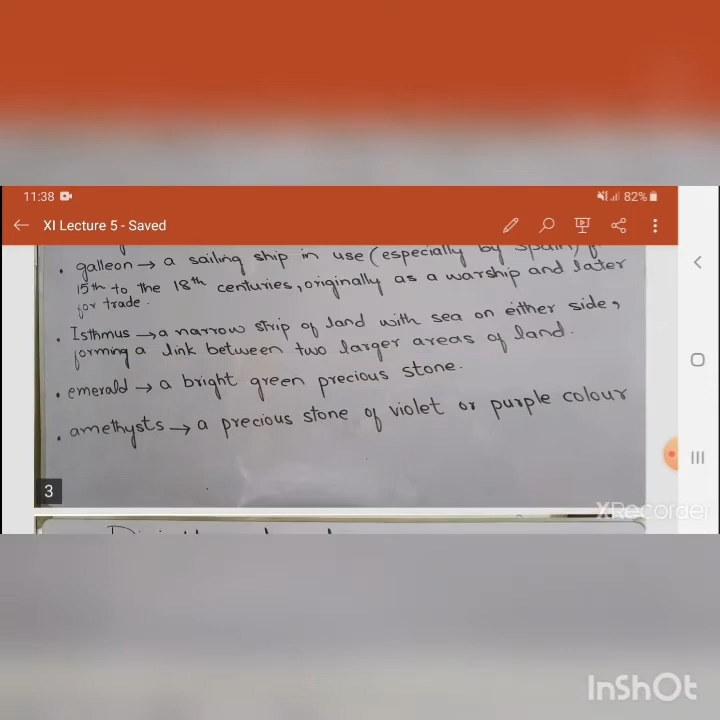 11:38 82%
XI Lecture 5 - Saved
. galleon → a sailing ship in use (especially by Spain) f
15th to the 18th centuries, originally as a warship and later
for trade.
. Isthmus → a narrow strip of land with sea on either side,
forming a link between two larger areas of land.
. emerald → a bright green precious stone.
. amethysts → a precious stone of violet or purple colour
3
XRecorder
InShOt